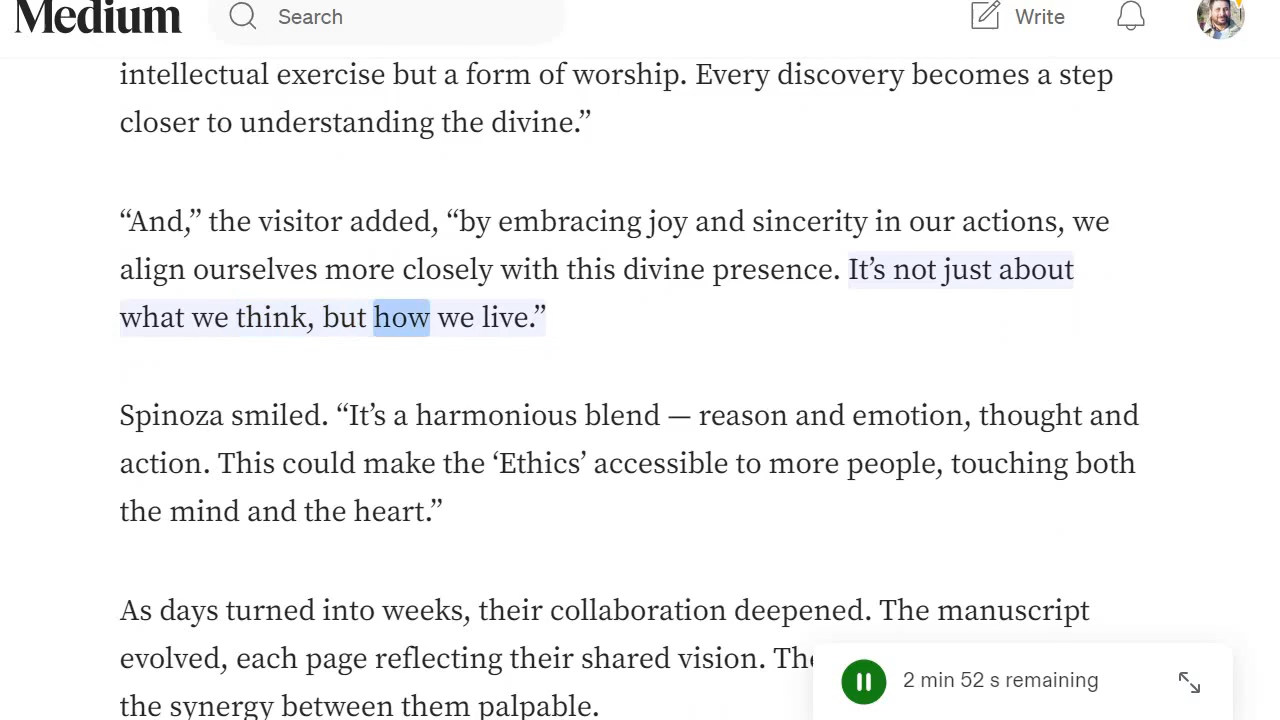 Medium
Search
Write
intellectual exercise but a form of worship. Every discovery becomes a step
closer to understanding the divine.”
“And,” the visitor added, “by embracing joy and sincerity in our actions, we
align ourselves more closely with this divine presence. It’s not just about
what we think, but how we live.”
Spinoza smiled. “It’s a harmonious blend — reason and emotion, thought and
action. This could make the ‘Ethics’ accessible to more people, touching both
the mind and the heart.”
As days turned into weeks, their collaboration deepened. The manuscript
evolved, each page reflecting their shared vision.
the synergy between them palpable.
2 min 52 s remaining